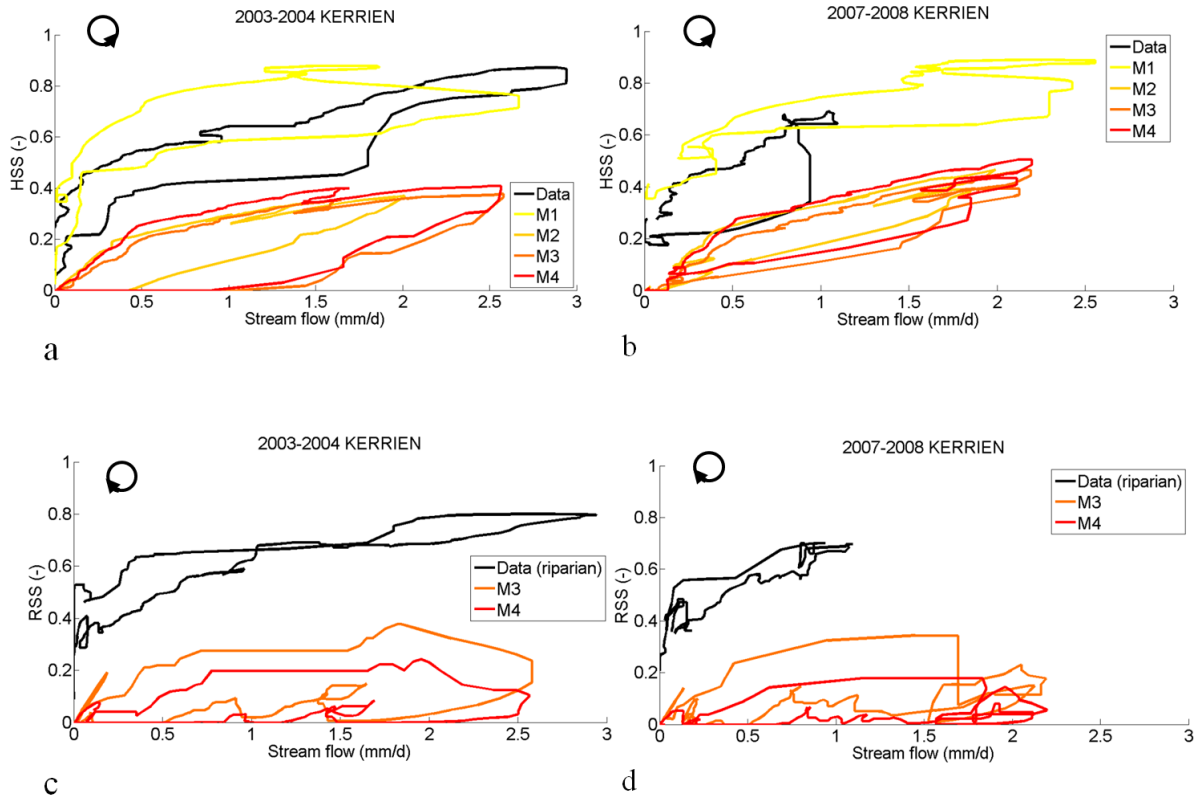 2003-2004 KERRIEN
1
0.8
0.6
0.4
0.2
0
HSS (-)
0.5
1
1.5
2
2.5
3
Stream flow (mm/d)
Data
M1
M2
M3
M4
a
2007-2008 KERRIEN
1
0.8
0.6
0.4
0.2
0
HSS (-)
0
0.5
1
1.5
2
2.5
3
Stream flow (mm/d)
Data
M1
M2
M3
M4
b
2003-2004 KERRIEN
1
0.8
0.6
0.4
0.2
0
RSS (-)
0
0.5
1
1.5
2
2.5
3
Stream flow (mm/d)
Data (riparian)
M3
M4
c
2007-2008 KERRIEN
1
0.8
0.6
0.4
0.2
0
RSS (-)
0
0.5
1
1.5
2
2.5
3
Stream flow (mm/d)
Data (riparian)
M3
M4
d